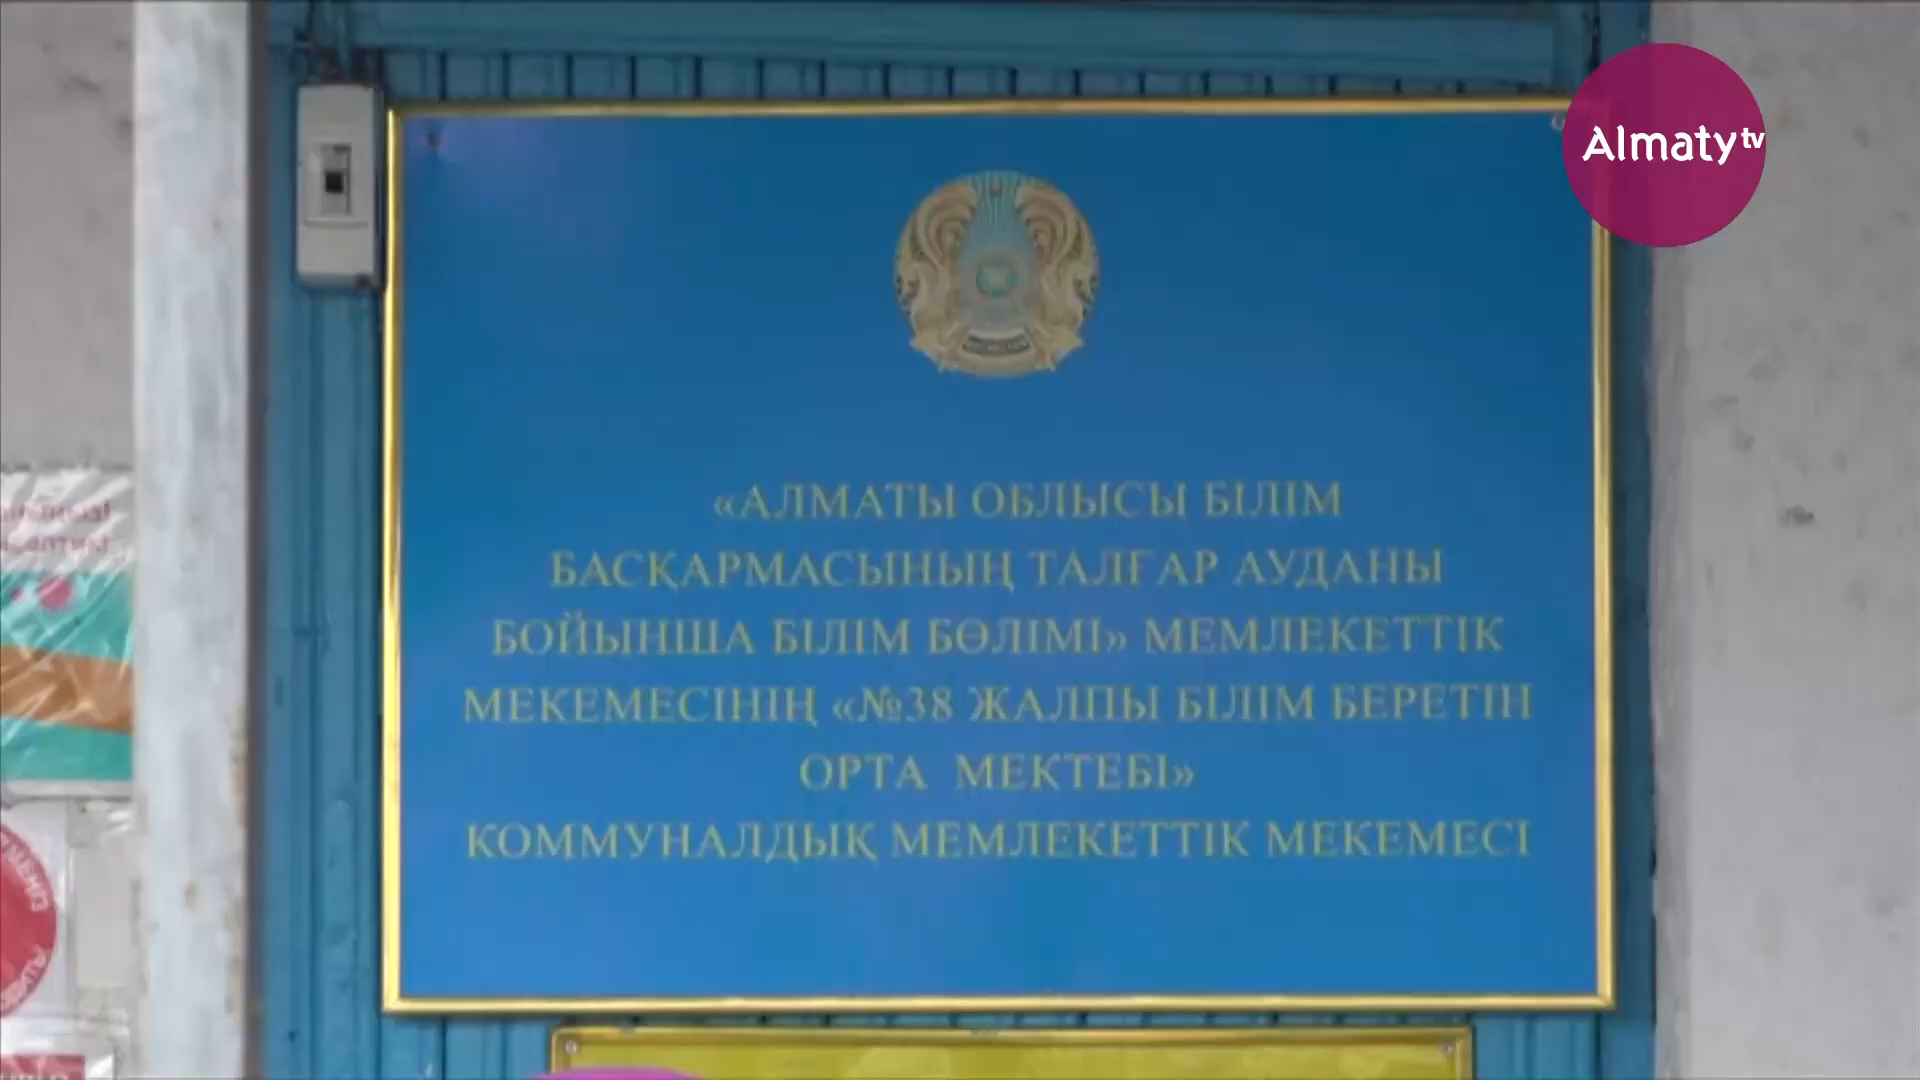 Almaty tv
«АЛМАТЫ ОБЛЫСЫ БІЛІМ
БАСҚАРМАСЫНЫҢ ТАЛҒАР АУДАНЫ
БОЙЫНША БІЛІМ БӨЛІМІ» МЕМЛЕКЕТТІК
МЕКЕМЕСІНІҢ «№38 ЖАЛПЫ БІЛІМ БЕРЕТІН
ОРТА МЕКТЕБІ»
КОММУНАЛДЫҚ МЕМЛЕКЕТТІК МЕКЕМЕСІ